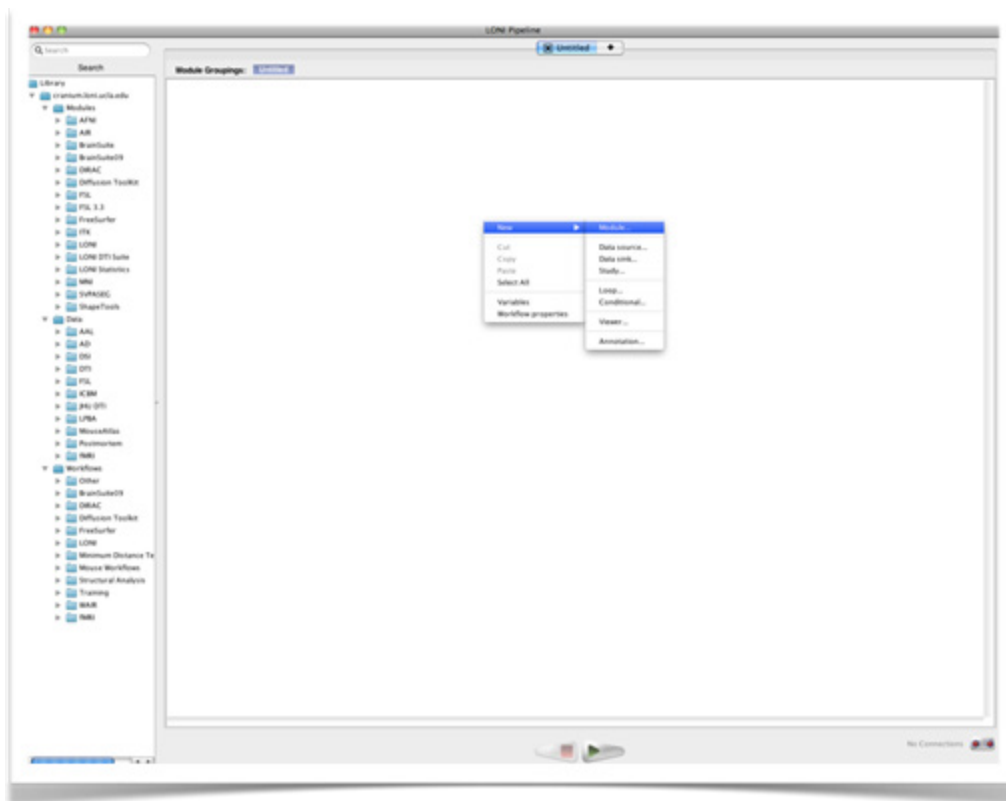 LONI Pipeline
Search
Untitled
Search
Module Groupings: Untitled
Library
cranium.loni.ucla.edu
Modules
AFNI
AIR
BrainSuite
BrainSuite09
DIRAC
Diffusion Toolkit
FSL
FSL 3.3
FreeSurfer
ITK
LONI
LONI DTI Suite
LONI Statistics
MNI
SVPASEG
ShapeTools
Data
AAL
AD
DSI
DTI
FSL
ICBM
JHU DTI
LPBA
MouseAtlas
Postmortem
fMRI
Workflows
Other
BrainSuite09
DIRAC
Diffusion Toolkit
FreeSurfer
LONI
Minimum Distance Te
Mouse Workflows
Structural Analysis
Training
WAIR
fMRI
New
Cut
Copy
Paste
Select All
Variables
Workflow properties
Module...
Data source...
Data sink...
Study...
Loop...
Conditional...
Viewer...
Annotation...
No Connections